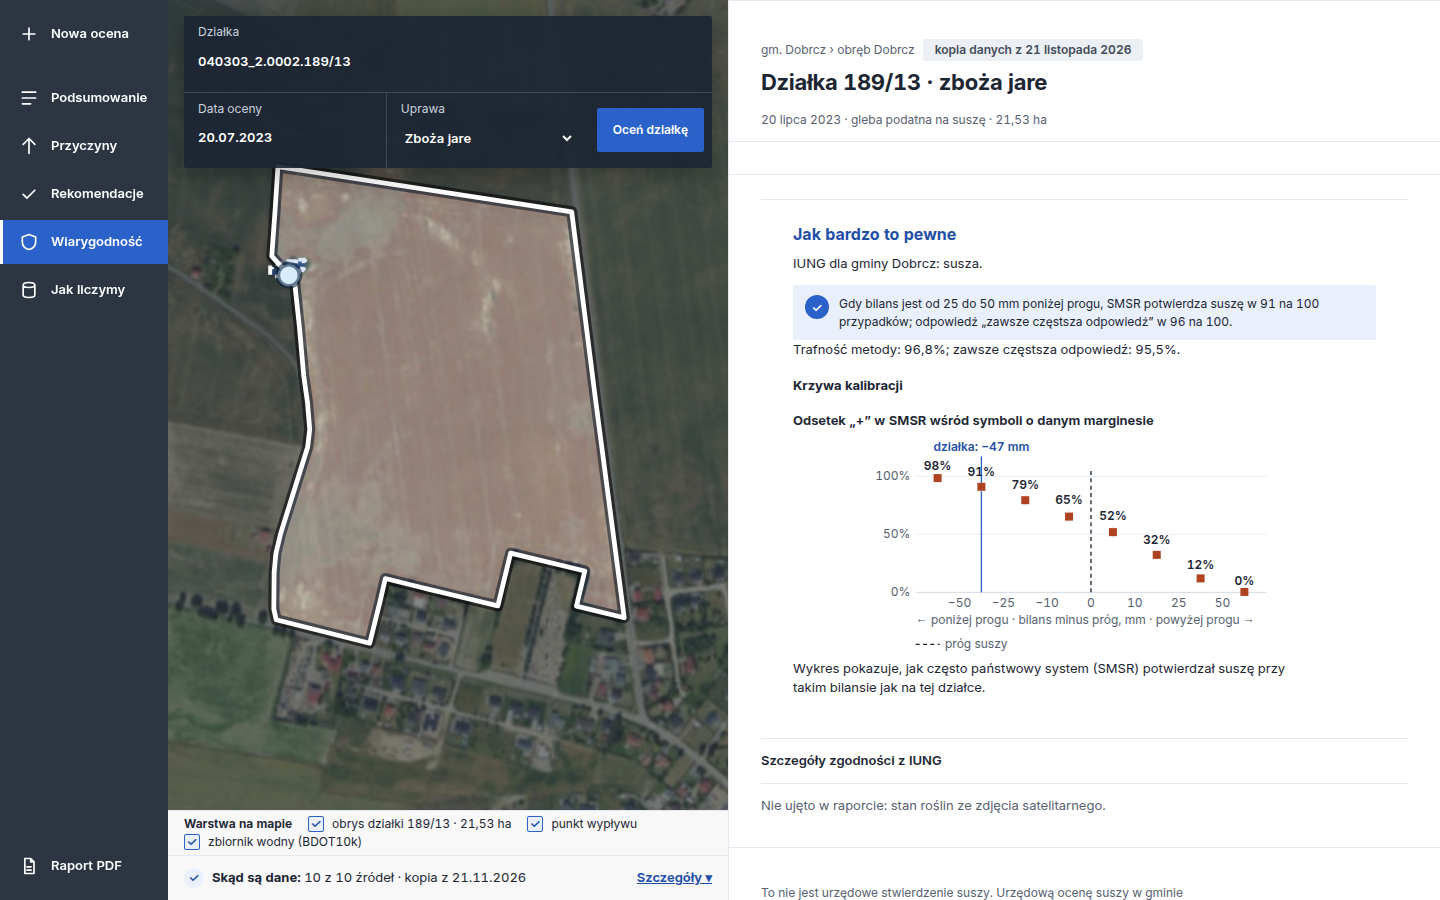 Nowa ocena
Podsumowanie
Przyczyny
Rekomendacje
Wiarygodność
Jak liczymy
Raport PDF
Działka
040303_2.0002.189/13
Data oceny
20.07.2023
Uprawa
Zboża jare
Oceń działkę
Warstwa na mapie
obrys działki 189/13 · 21,53 ha
punkt wypływu
zbiornik wodny (BDOT10k)
Skąd są dane: 10 z 10 źródeł · kopia z 21.11.2026
Szczegóły ▾
gm. Dobrcz › obręb Dobrcz
kopia danych z 21 listopada 2026
Działka 189/13 · zboża jare
20 lipca 2023 · gleba podatna na suszę · 21,53 ha
Jak bardzo to pewne
IUNG dla gminy Dobrcz: susza.
Gdy bilans jest od 25 do 50 mm poniżej progu, SMSR potwierdza suszę w 91 na 100
przypadków; odpowiedź „zawsze częstsza odpowiedź” w 96 na 100.
Trafność metody: 96,8%; zawsze częstsza odpowiedź: 95,5%.
Krzywa kalibracji
Odsetek „+” w SMSR wśród symboli o danym marginesie
działka: −47 mm
98%
91%
79%
65%
52%
32%
12%
0%
100%
50%
0%
−50
−25
−10
0
10
25
50
← poniżej progu · bilans minus próg, mm · powyżej progu →
próg suszy
Wykres pokazuje, jak często państwowy system (SMSR) potwierdzał suszę przy
takim bilansie jak na tej działce.
Szczegóły zgodności z IUNG
Nie ujęto w raporcie: stan roślin ze zdjęcia satelitarnego.
To nie jest urzędowe stwierdzenie suszy. Urzędową ocenę suszy w gminie